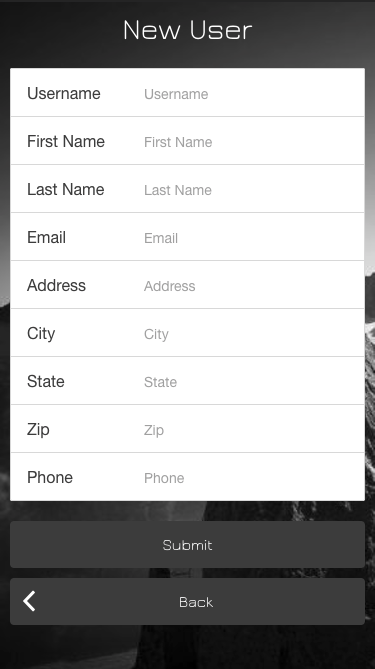 New User
Username Username
First Name First Name
Last Name Last Name
Email Email
Address Address
City City
State State
Zip Zip
Phone Phone
Submit
Back